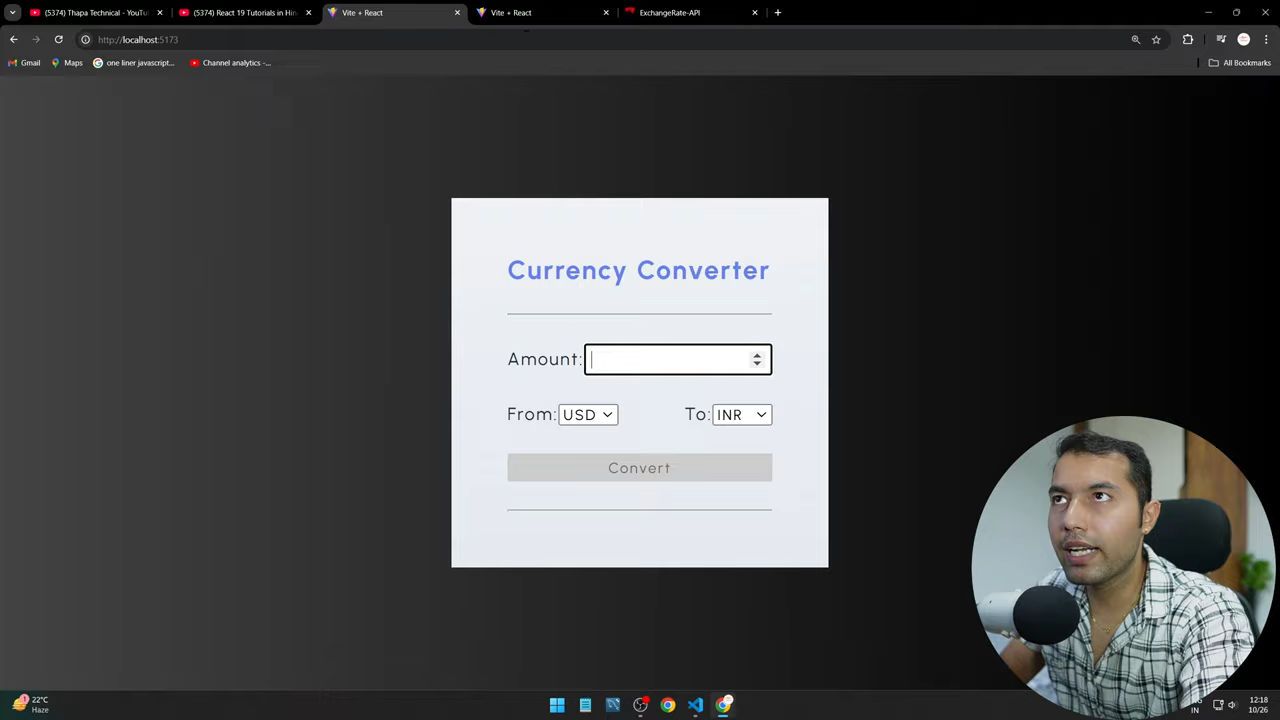 (5374) Thapa Technical - YouTu
(5374) React 19 Tutorials in Hin
Vite + React
Vite + React
ExchangeRate-API
http://localhost:5173
Gmail
Maps
one liner javascript...
Channel analytics -...
All Bookmarks
Currency Converter
Amount:
From: USD
To: INR
Convert
22°C
Haze
1
IN
12:18
10/26